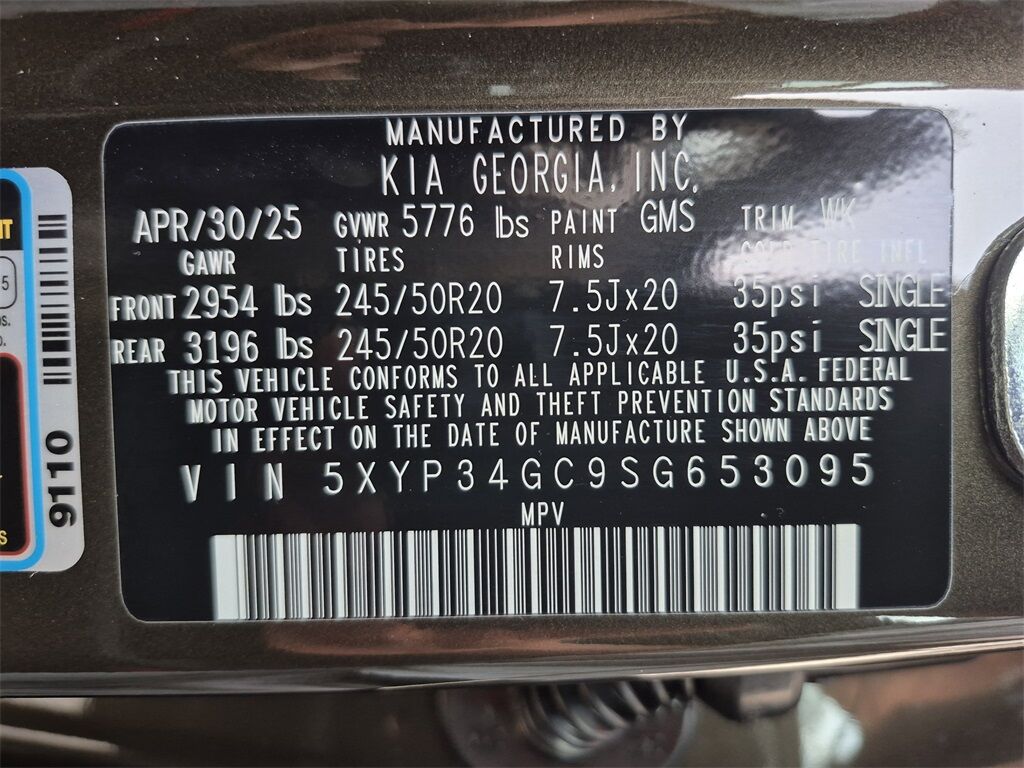 MANUFACTURED BY
KIA GEORGIA, INC.
APR/30/25 GVWR 5776 lbs PAINT GMS TRIM WK
GAWR TIRES RIMS COLD TIRE INFL
FRONT 2954 lbs 245/50R20 7.5Jx20 35psi SINGLE
REAR 3196 lbs 245/50R20 7.5Jx20 35psi SINGLE
THIS VEHICLE CONFORMS TO ALL APPLICABLE U.S.A. FEDERAL
MOTOR VEHICLE SAFETY AND THEFT PREVENTION STANDARDS
IN EFFECT ON THE DATE OF MANUFACTURE SHOWN ABOVE
VIN 5XYP34GC9SG653095
MPV
9110